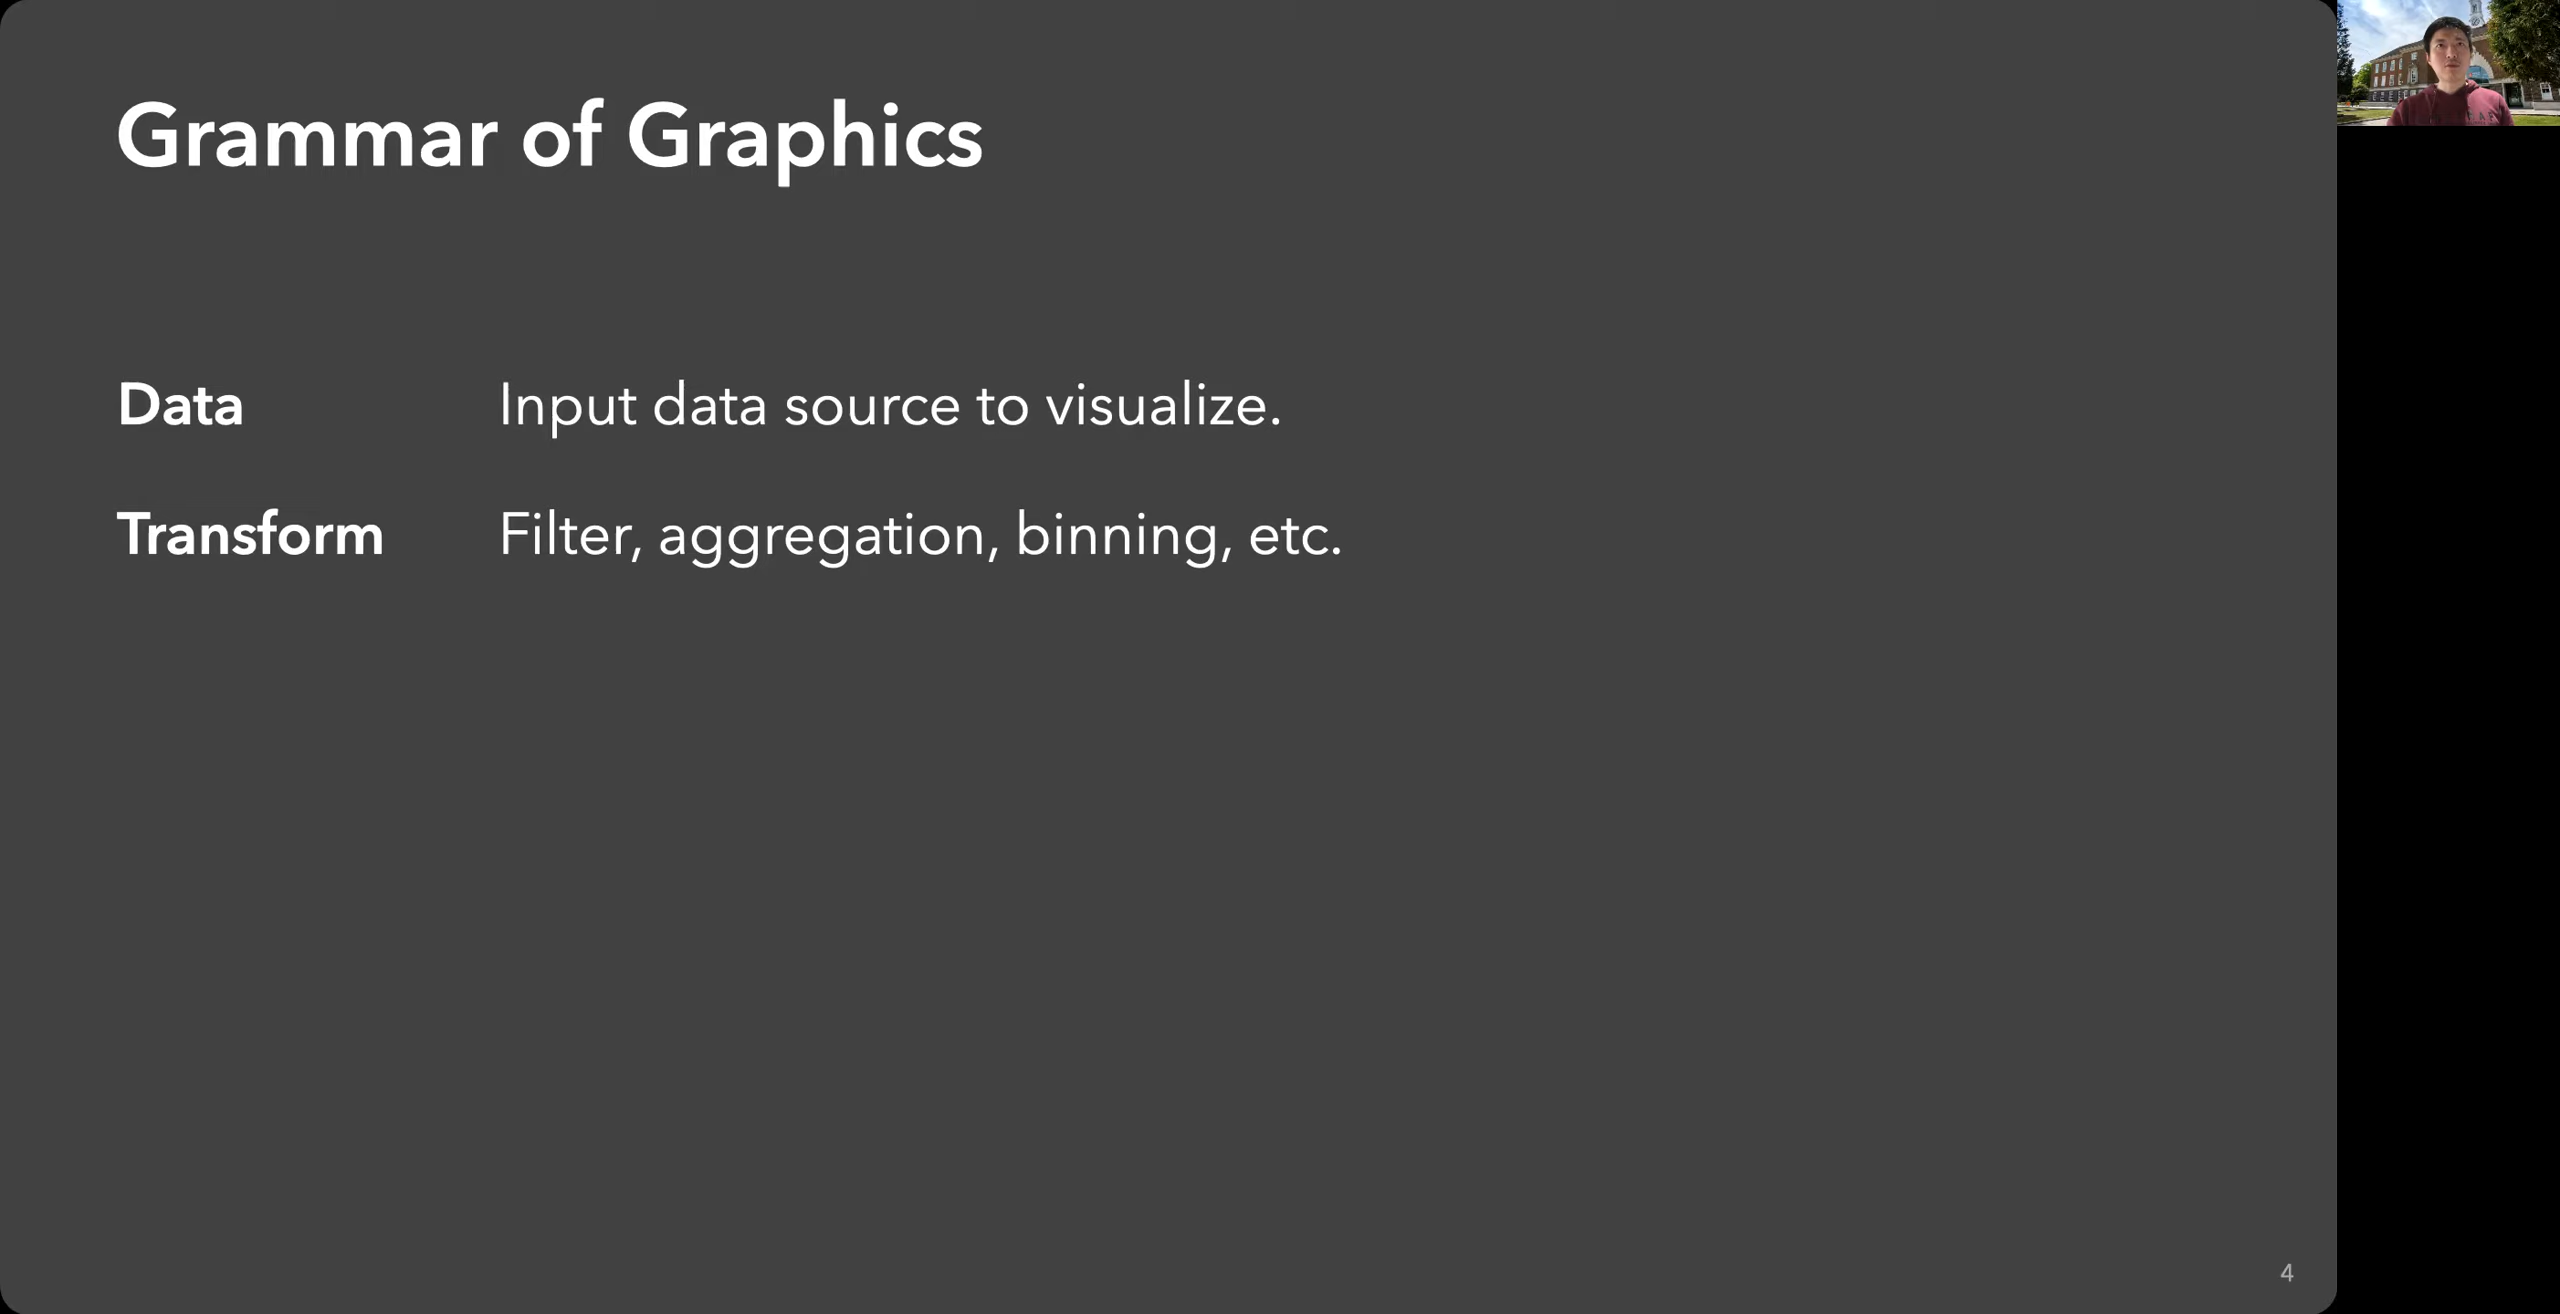 Grammar of Graphics
Data Input data source to visualize.
Transform Filter, aggregation, binning, etc.
4